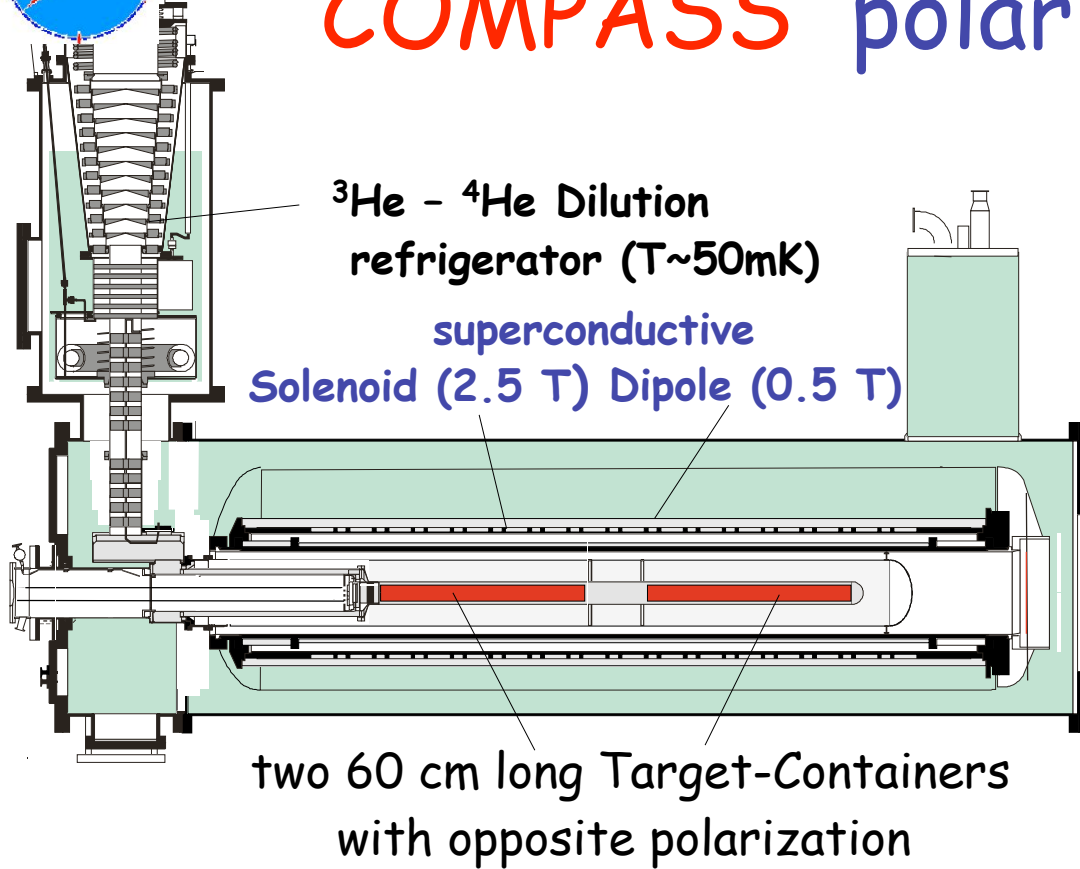 COMPASS polar
³He – ⁴He Dilution
refrigerator (T~50mK)
superconductive
Solenoid (2.5 T) Dipole (0.5 T)
two 60 cm long Target-Containers
with opposite polarization